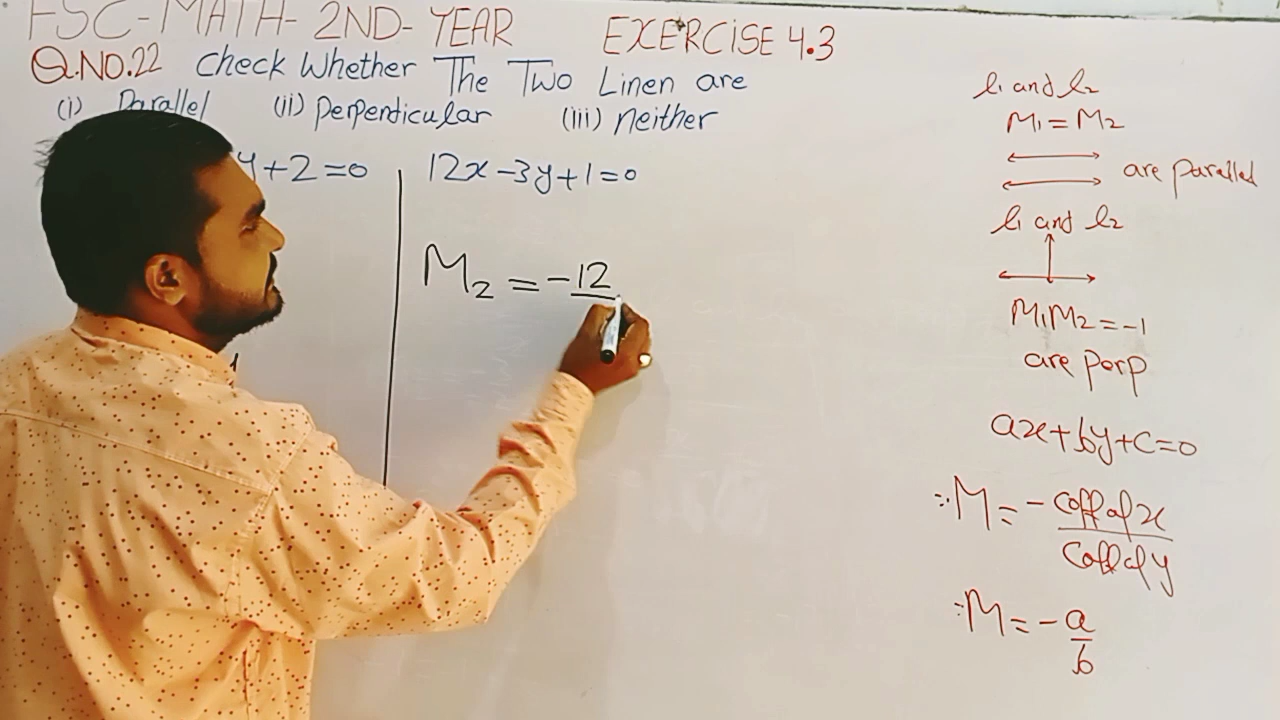 FSC-MATH-2ND-YEAR EXERCISE 4.3
Q.NO.22 Check Whether The Two Linen are
(i) Parallel (ii) perpendicular (iii) neither
y+2=0
12x-3y+1=0
M₂ = -12
l₁ and l₂
M₁=M₂
are paralled
l₁ and l₂
M₁M₂=-1
are perp
ax+by+c=0
∴M = -coff of x
coff of y
∴M = -a
b